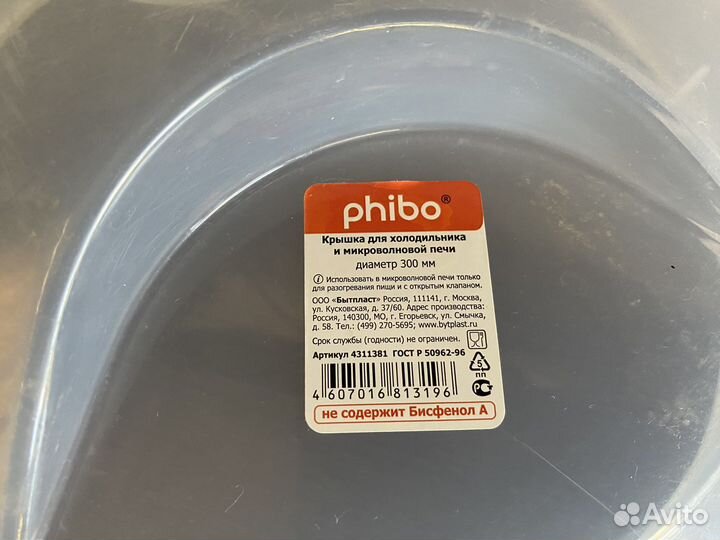 phibo®
Крышка для холодильника
и микроволновой печи
диаметр 300 мм
i Использовать в микроволновой печи только
для разогревания пищи и с открытым клапаном.
ООО «Бытпласт» Россия, 111141, г. Москва,
ул. Кусковская, д. 37/60. Адрес производства:
Россия, 140300, МО, г. Егорьевск, ул. Смычка,
д. 58. Тел.: (499) 270-5695; www.bytplast.ru
Срок службы (годности) не ограничен.
Артикул 4311381 ГОСТ Р 50962-96
5
пп
4 607016 813196
РС
не содержит Бисфенол А
Avito